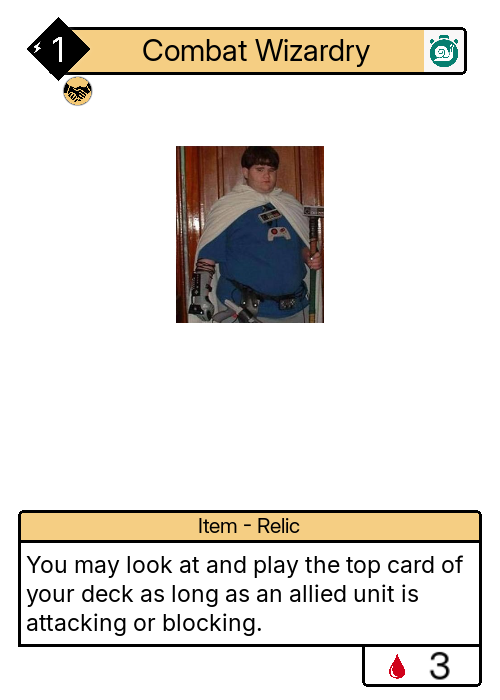 1
Combat Wizardry
Item - Relic
You may look at and play the top card of
your deck as long as an allied unit is
attacking or blocking.
3